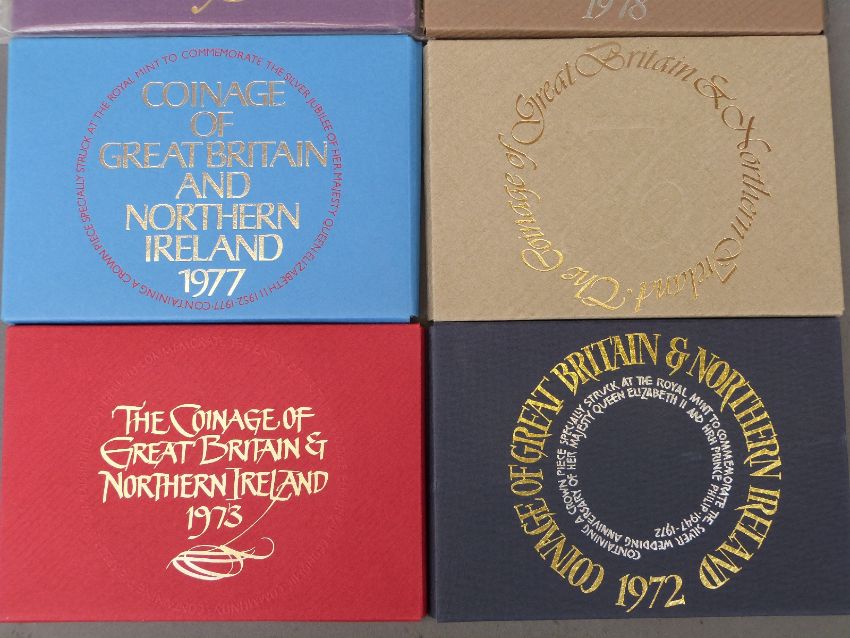 1978
COINAGE
OF
GREAT BRITAIN
AND
NORTHERN
IRELAND
1977
CONTAINING A CROWN PIECE SPECIALLY STRUCK AT THE ROYAL MINT TO COMMEMORATE THE SILVER JUBILEE OF HER MAJESTY QUEEN ELIZABETH II 1952-1977
The Coinage of Great Britain & Northern Ireland:
THE COINAGE OF
GREAT BRITAIN &
NORTHERN IRELAND
1973
COINAGE OF GREAT BRITAIN & NORTHERN IRELAND
1972
CONTAINING A CROWN PIECE SPECIALLY STRUCK AT THE ROYAL MINT TO COMMEMORATE THE SILVER WEDDING
ANNIVERSARY OF HER MAJESTY QUEEN ELIZABETH II AND HRH PRINCE PHILIP·1947-1972